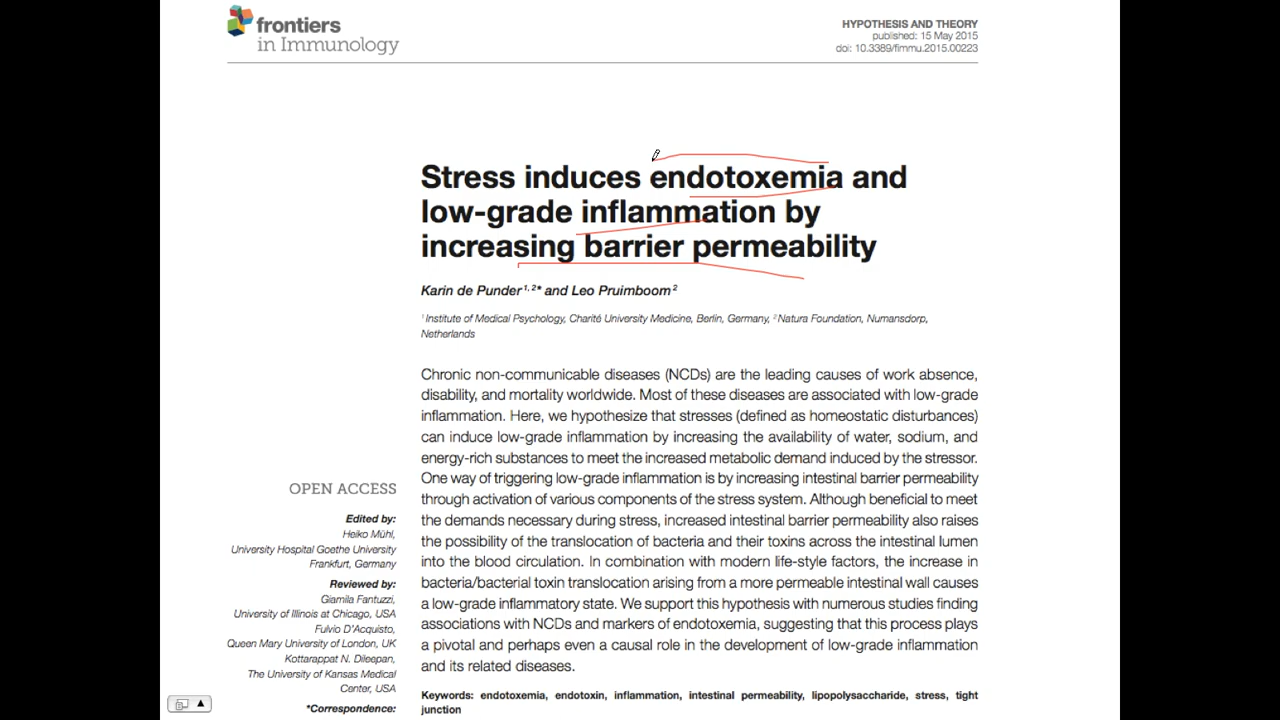 frontiers
in Immunology
HYPOTHESIS AND THEORY
published: 15 May 2015
doi: 10.3389/fimmu.2015.00223
Stress induces endotoxemia and
low-grade inflammation by
increasing barrier permeability
Karin de Punder 1, 2* and Leo Pruimboom 2
1 Institute of Medical Psychology, Charité University Medicine, Berlin, Germany, 2 Natura Foundation, Numansdorp,
Netherlands
Chronic non-communicable diseases (NCDs) are the leading causes of work absence,
disability, and mortality worldwide. Most of these diseases are associated with low-grade
inflammation. Here, we hypothesize that stresses (defined as homeostatic disturbances)
can induce low-grade inflammation by increasing the availability of water, sodium, and
energy-rich substances to meet the increased metabolic demand induced by the stressor.
One way of triggering low-grade inflammation is by increasing intestinal barrier permeability
through activation of various components of the stress system. Although beneficial to meet
the demands necessary during stress, increased intestinal barrier permeability also raises
the possibility of the translocation of bacteria and their toxins across the intestinal lumen
into the blood circulation. In combination with modern life-style factors, the increase in
bacteria/bacterial toxin translocation arising from a more permeable intestinal wall causes
a low-grade inflammatory state. We support this hypothesis with numerous studies finding
associations with NCDs and markers of endotoxemia, suggesting that this process plays
a pivotal and perhaps even a causal role in the development of low-grade inflammation
and its related diseases.
Keywords: endotoxemia, endotoxin, inflammation, intestinal permeability, lipopolysaccharide, stress, tight
junction
OPEN ACCESS
Edited by:
Heiko Mühl,
University Hospital Goethe University
Frankfurt, Germany
Reviewed by:
Giamila Fantuzzi,
University of Illinois at Chicago, USA
Fulvio D'Acquisto,
Queen Mary University of London, UK
Kottarappat N. Dileepan,
The University of Kansas Medical
Center, USA
*Correspondence: